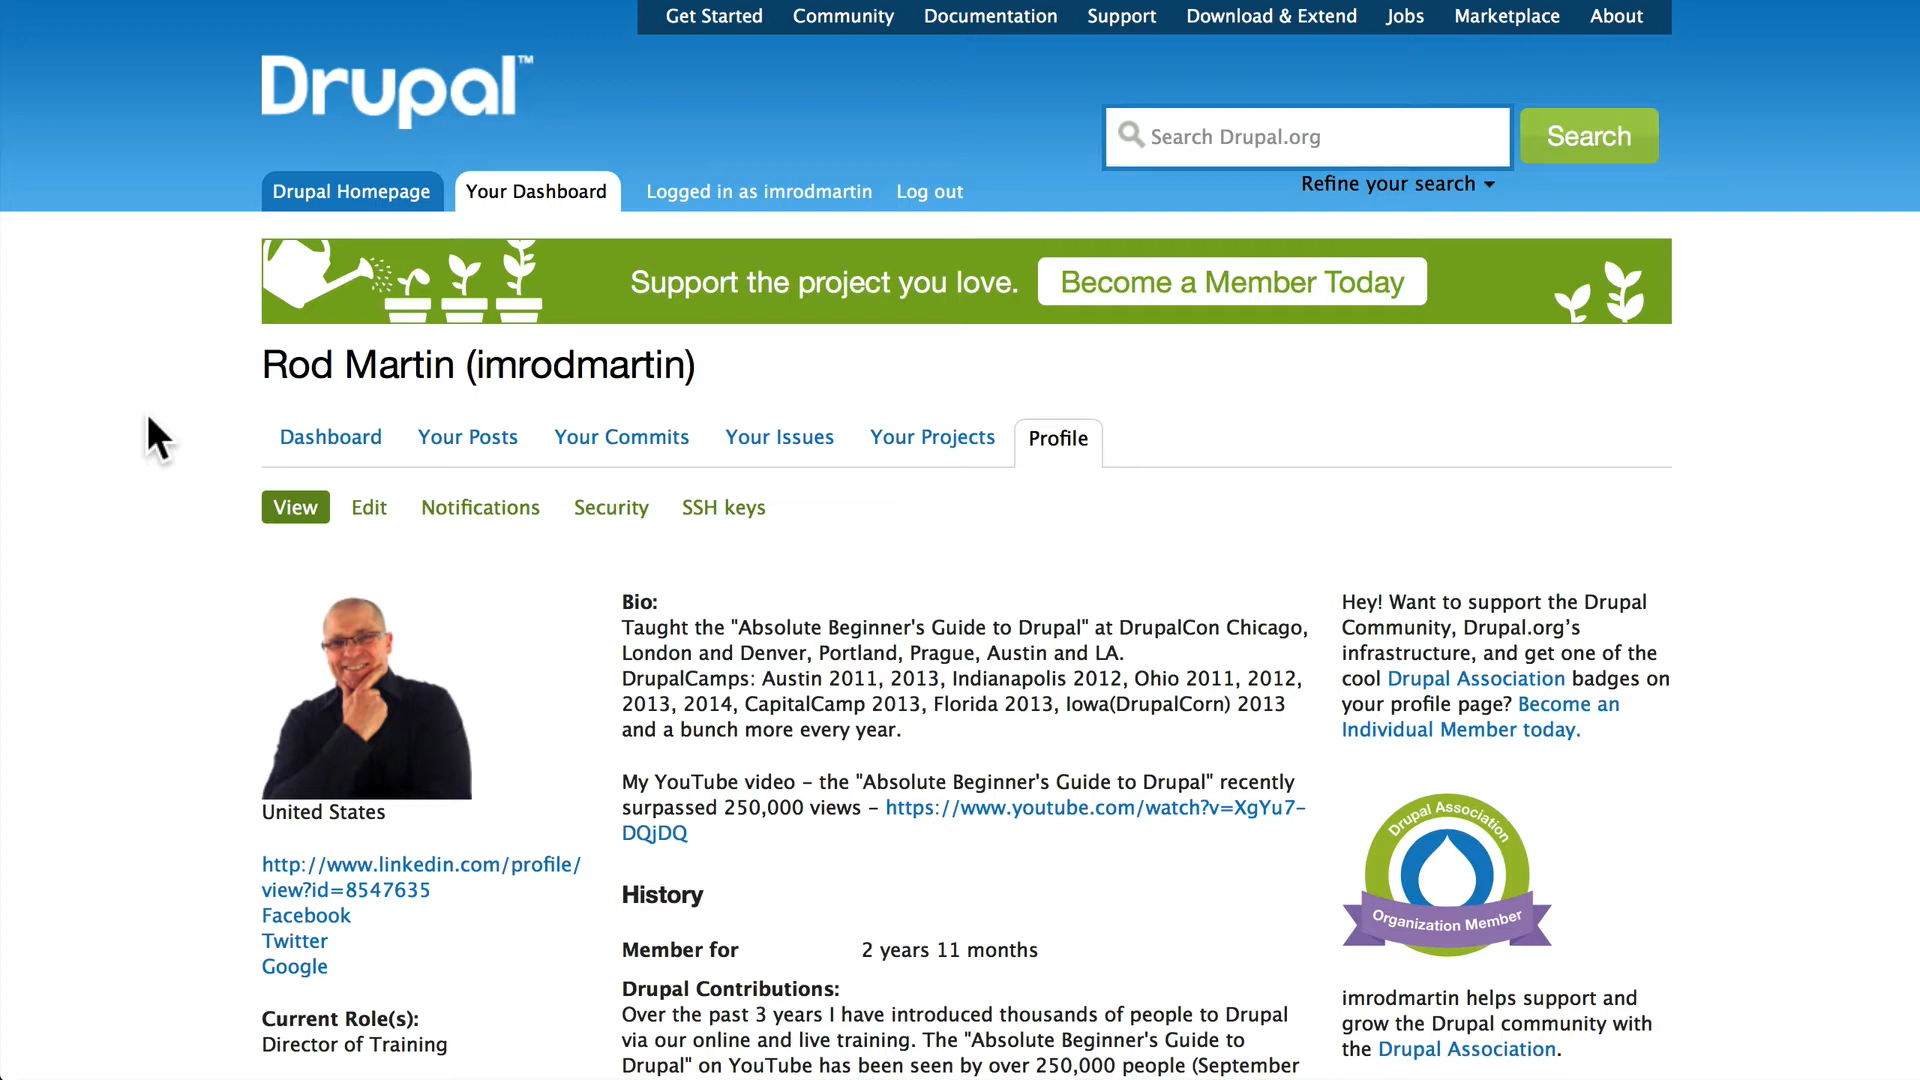 Get Started Community Documentation Support Download & Extend Jobs Marketplace About
Drupal™
Search Drupal.org
Search
Refine your search
Drupal Homepage
Your Dashboard
Logged in as imrodmartin
Log out
Support the project you love.
Become a Member Today
Rod Martin (imrodmartin)
Dashboard Your Posts Your Commits Your Issues Your Projects Profile
View Edit Notifications Security SSH keys
United States
http://www.linkedin.com/profile/
view?id=8547635
Facebook
Twitter
Google
Current Role(s):
Director of Training
Bio:
Taught the "Absolute Beginner's Guide to Drupal" at DrupalCon Chicago,
London and Denver, Portland, Prague, Austin and LA.
DrupalCamps: Austin 2011, 2013, Indianapolis 2012, Ohio 2011, 2012,
2013, 2014, CapitalCamp 2013, Florida 2013, Iowa(DrupalCorn) 2013
and a bunch more every year.
My YouTube video – the "Absolute Beginner's Guide to Drupal" recently
surpassed 250,000 views – https://www.youtube.com/watch?v=XgYu7-
DQjDQ
History
Member for 2 years 11 months
Drupal Contributions:
Over the past 3 years I have introduced thousands of people to Drupal
via our online and live training. The "Absolute Beginner's Guide to
Drupal" on YouTube has been seen by over 250,000 people (September
Hey! Want to support the Drupal
Community, Drupal.org’s
infrastructure, and get one of the
cool Drupal Association badges on
your profile page? Become an
Individual Member today.
Drupal Association
Organization Member
imrodmartin helps support and
grow the Drupal community with
the Drupal Association.